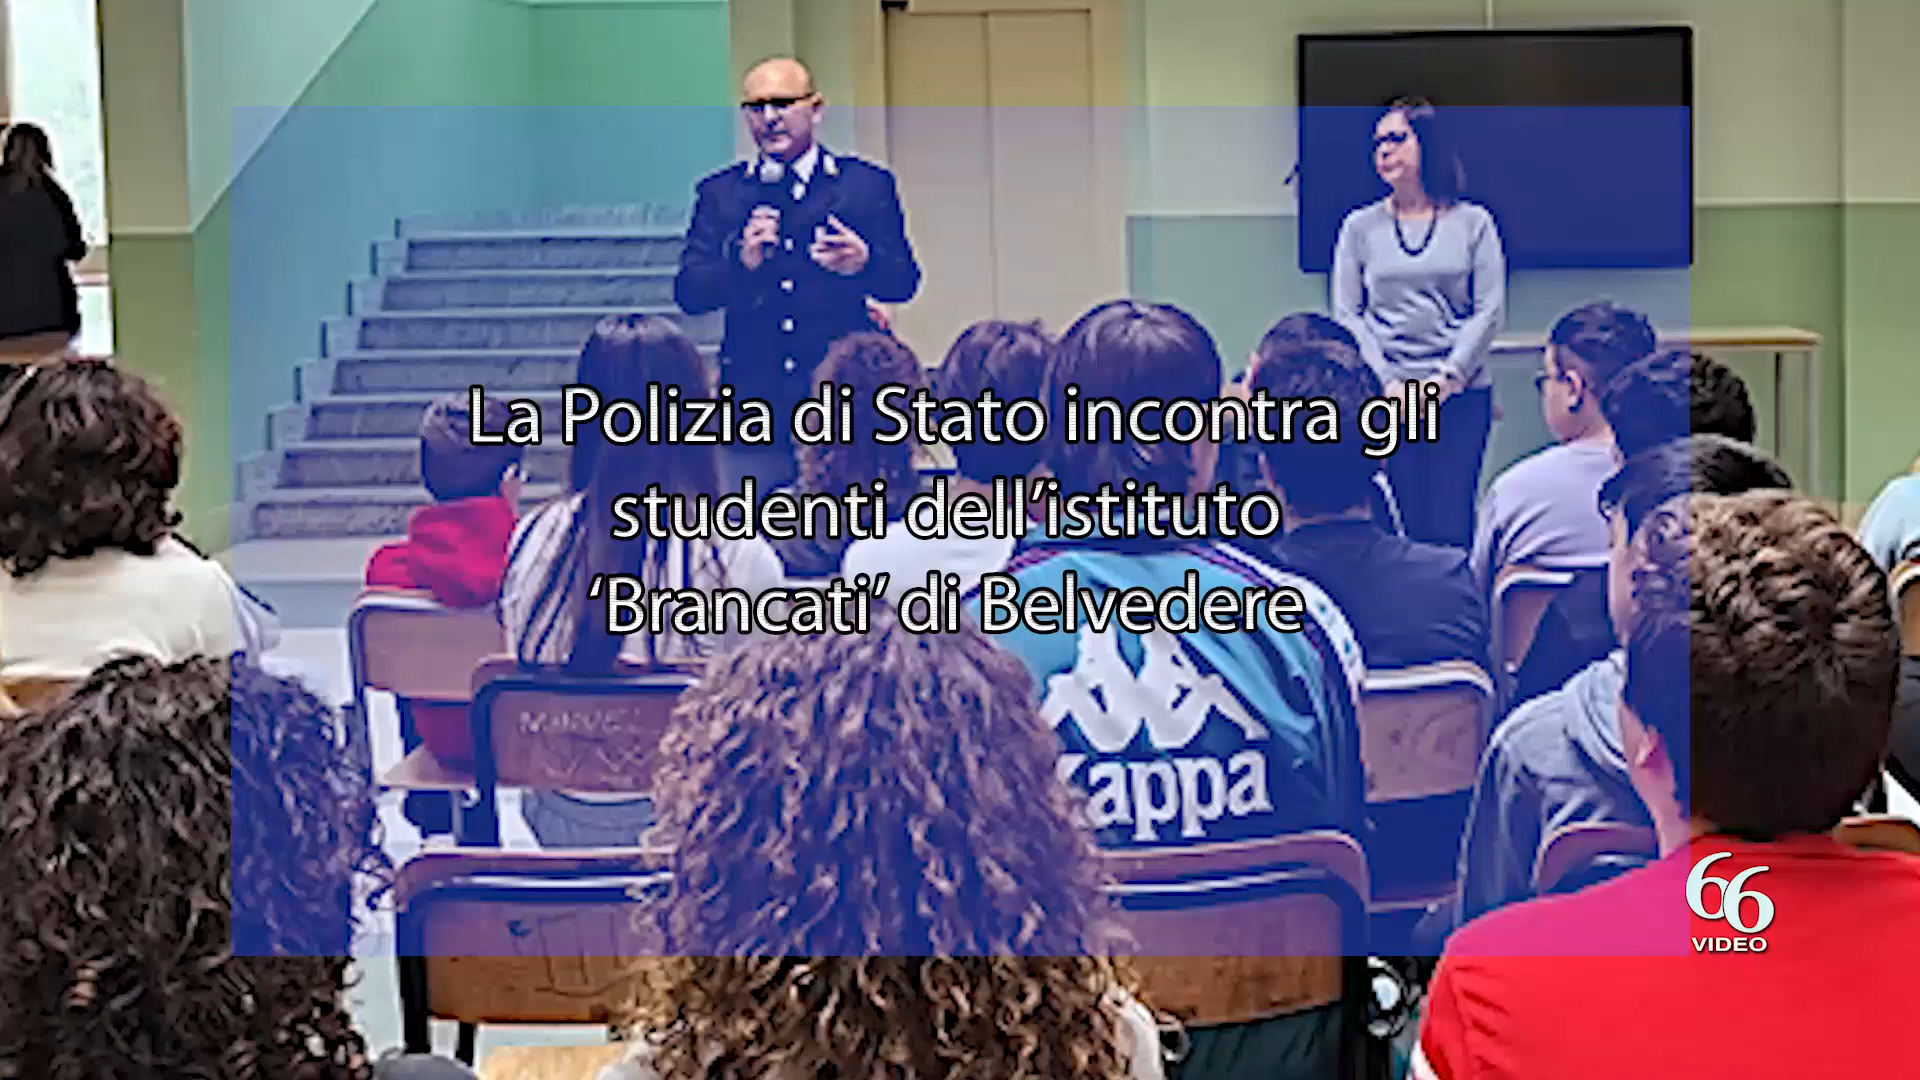 La Polizia di Stato incontra gli
studenti dell’istituto
‘Brancati’ di Belvedere
kappa
66
VIDEO